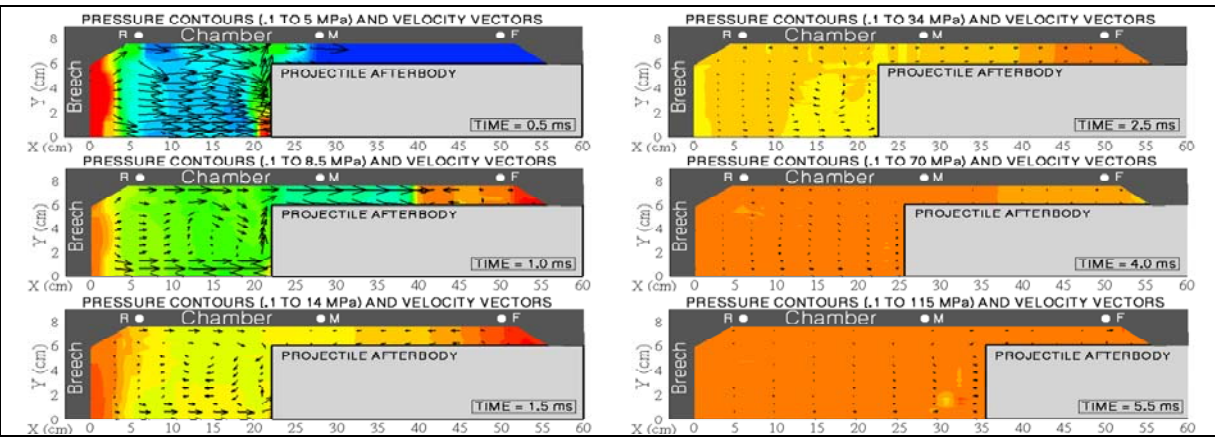 PRESSURE CONTOURS (.1 TO 5 MPa) AND VELOCITY VECTORS
8
R Chamber M F
6
Y (cm)
Breech
PROJECTILE AFTERBODY
4
2
0
TIME = 0.5 ms
X (cm) 0 5 10 15 20 25 30 35 40 45 50 55 60
PRESSURE CONTOURS (.1 TO 8.5 MPa) AND VELOCITY VECTORS
8
R Chamber M F
6
Y (cm)
Breech
PROJECTILE AFTERBODY
4
2
0
TIME = 1.0 ms
X (cm) 0 5 10 15 20 25 30 35 40 45 50 55 60
PRESSURE CONTOURS (.1 TO 14 MPa) AND VELOCITY VECTORS
8
R Chamber M F
6
Y (cm)
Breech
PROJECTILE AFTERBODY
4
2
0
TIME = 1.5 ms
X (cm) 0 5 10 15 20 25 30 35 40 45 50 55 60
PRESSURE CONTOURS (.1 TO 34 MPa) AND VELOCITY VECTORS
8
R Chamber M F
6
Y (cm)
Breech
PROJECTILE AFTERBODY
4
2
0
TIME = 2.5 ms
X (cm) 0 5 10 15 20 25 30 35 40 45 50 55 60
PRESSURE CONTOURS (.1 TO 70 MPa) AND VELOCITY VECTORS
8
R Chamber M F
6
Y (cm)
Breech
PROJECTILE AFTERBODY
4
2
0
TIME = 4.0 ms
X (cm) 0 5 10 15 20 25 30 35 40 45 50 55 60
PRESSURE CONTOURS (.1 TO 115 MPa) AND VELOCITY VECTORS
8
R Chamber M F
6
Y (cm)
Breech
PROJECTILE AFTERBODY
4
2
0
TIME = 5.5 ms
X (cm) 0 5 10 15 20 25 30 35 40 45 50 55 60